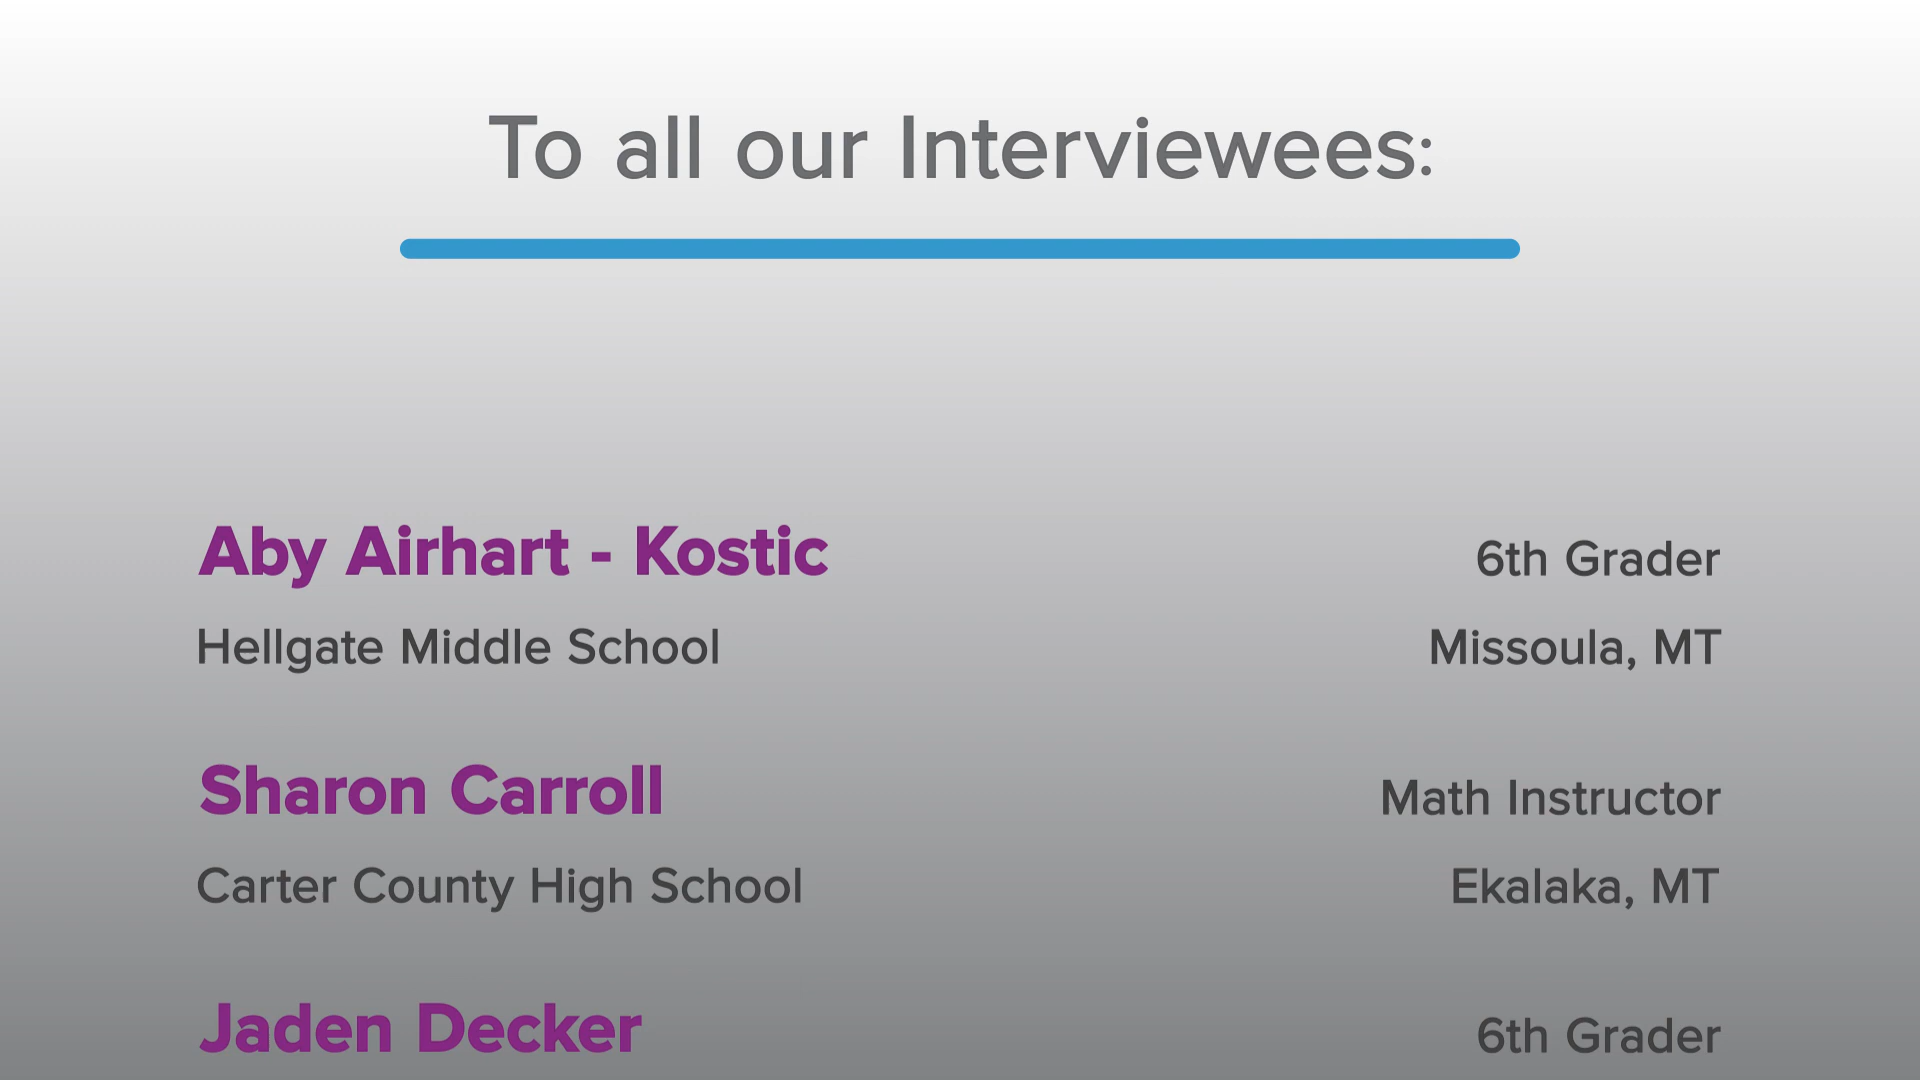 To all our Interviewees:
Aby Airhart - Kostic 6th Grader
Hellgate Middle School Missoula, MT
Sharon Carroll Math Instructor
Carter County High School Ekalaka, MT
Jaden Decker 6th Grader